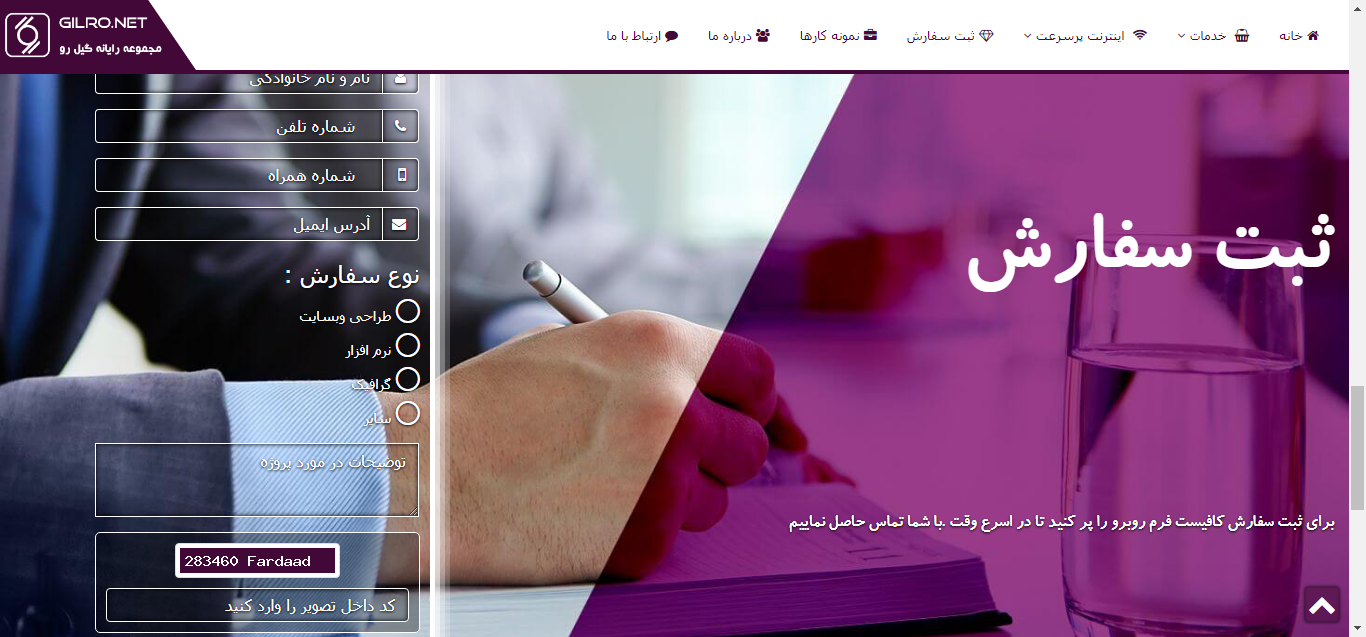 GILRO.NET
مجموعه رایانه گیل رو
خانه
خدمات
اینترنت پرسرعت
ثبت سفارش
نمونه کارها
درباره ما
ارتباط با ما
نام و نام خانوادگی
شماره تلفن
شماره همراه
آدرس ایمیل
نوع سفارش :
طراحی وبسایت
نرم افزار
گرافیک
سایر
توضیحات در مورد پروژه
283460 Fardaad
کد داخل تصویر را وارد کنید
ثبت سفارش
برای ثبت سفارش کافیست فرم روبرو را پر کنید تا در اسرع وقت .با شما تماس حاصل نماییم